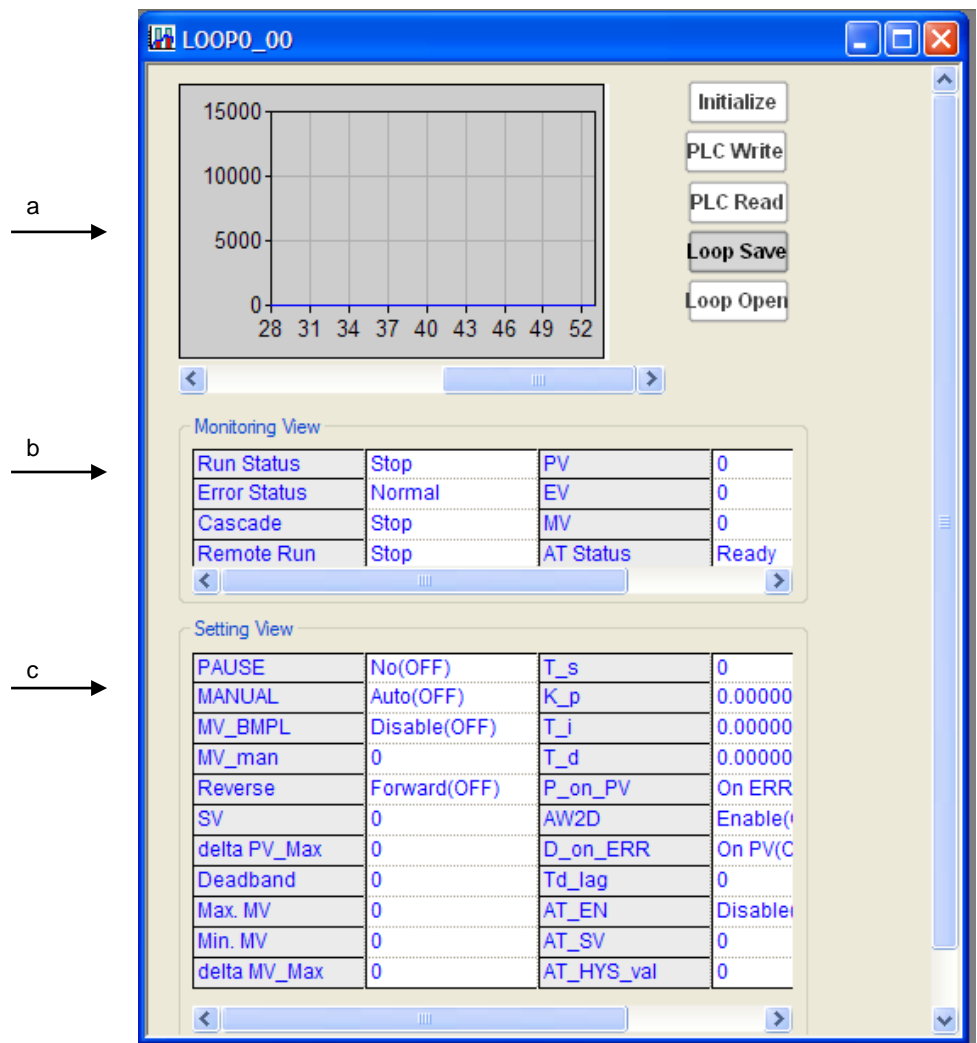 LOOP0_00
a
15000
10000
5000
0
28 31 34 37 40 43 46 49 52
Initialize
PLC Write
PLC Read
Loop Save
Loop Open
b
Monitoring View
Run Status Stop PV 0
Error Status Normal EV 0
Cascade Stop MV 0
Remote Run Stop AT Status Ready
Setting View
c
PAUSE No(OFF) T_s 0
MANUAL Auto(OFF) K_p 0.00000
MV_BMPL Disable(OFF) T_i 0.00000
MV_man 0 T_d 0.00000
Reverse Forward(OFF) P_on_PV On ERR
SV 0 AW2D Enable(
delta PV_Max 0 D_on_ERR On PV(
Deadband 0 Td_lag 0
Max. MV 0 AT_EN Disable
Min. MV 0 AT_SV 0
delta MV_Max 0 AT_HYS_val 0